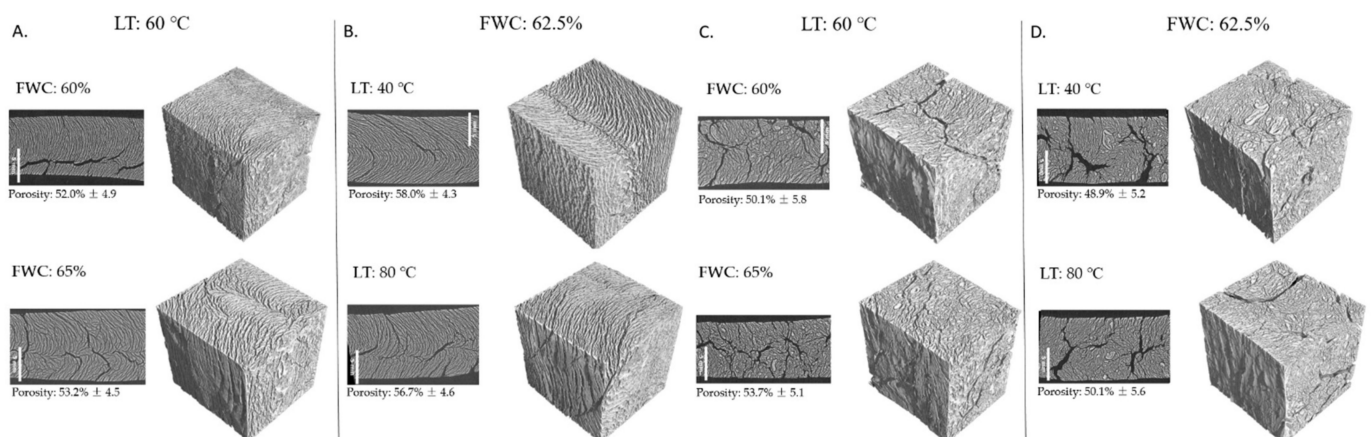 A.
LT: 60 °C
FWC: 60%
Porosity: 52.0% ± 4.9
FWC: 65%
Porosity: 53.2% ± 4.5
B.
FWC: 62.5%
LT: 40 °C
Porosity: 58.0% ± 4.3
LT: 80 °C
Porosity: 56.7% ± 4.6
C.
LT: 60 °C
FWC: 60%
Porosity: 50.1% ± 5.8
FWC: 65%
Porosity: 53.7% ± 5.1
D.
FWC: 62.5%
LT: 40 °C
Porosity: 48.9% ± 5.2
LT: 80 °C
Porosity: 50.1% ± 5.6